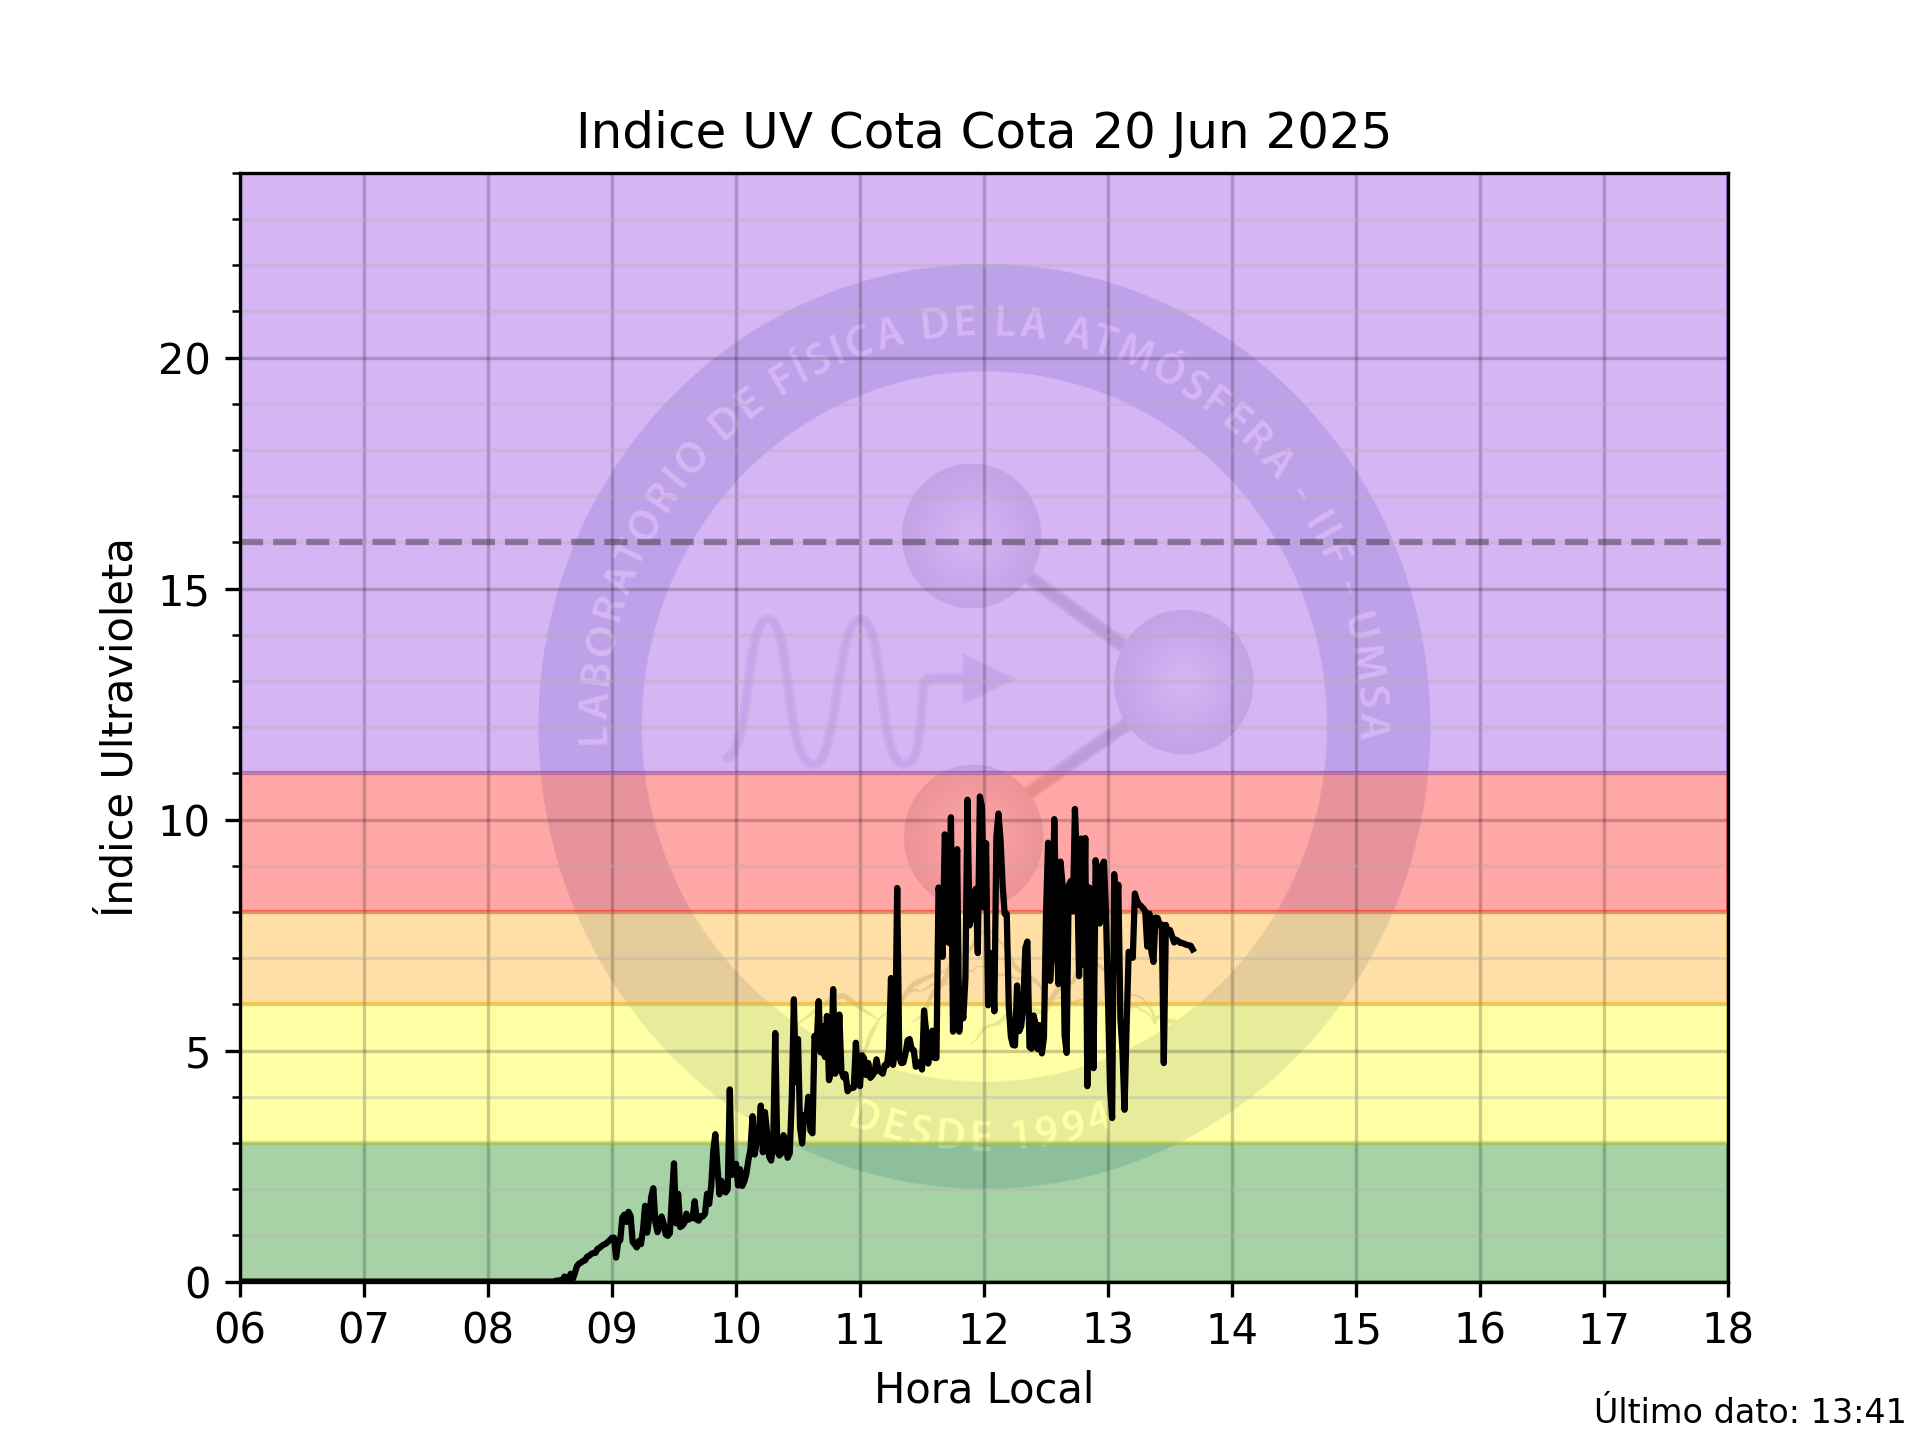 Indice UV Cota Cota 20 Jun 2025
Índice Ultravioleta
20
15
10
5
0
LABORATORIO DE FÍSICA DE LA ATMÓSFERA - IIF - UMSA
DESDE 1994
06 07 08 09 10 11 12 13 14 15 16 17 18
Hora Local
Último dato: 13:41